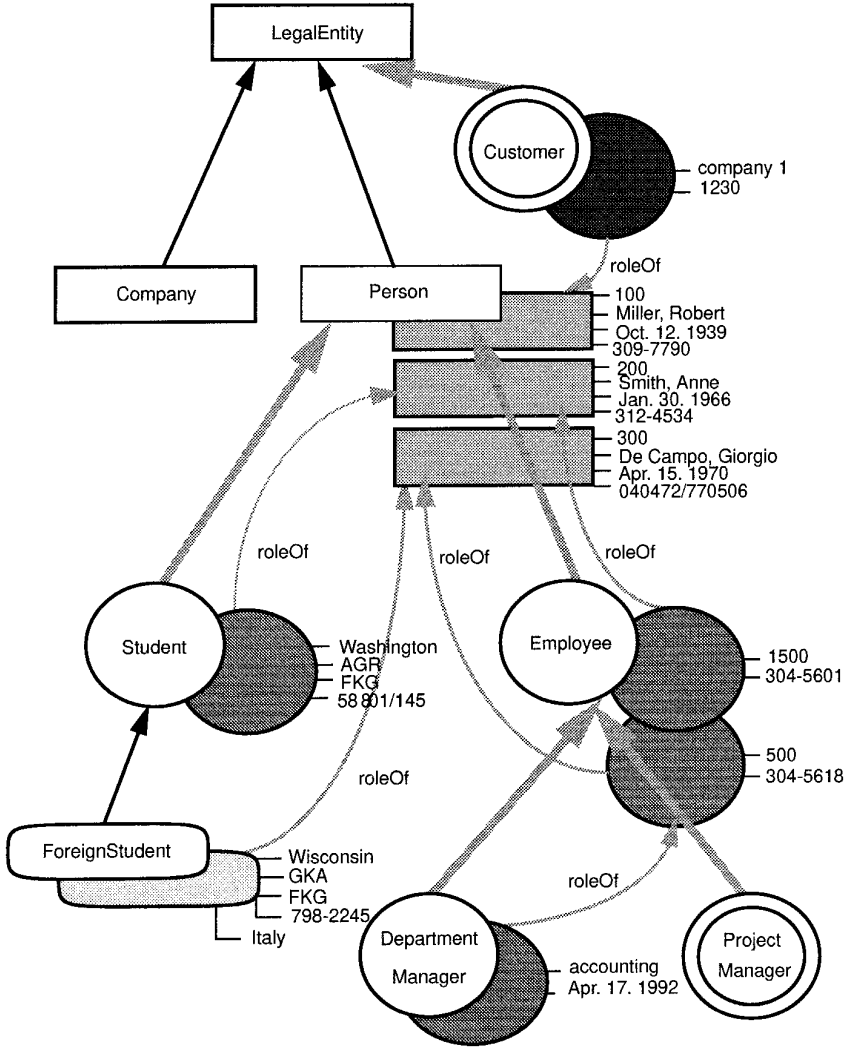 LegalEntity
Customer
company 1
1230
roleOf
Company
Person
100
Miller, Robert
Oct. 12. 1939
309-7790
200
Smith, Anne
Jan. 30. 1966
312-4534
300
De Campo, Giorgio
Apr. 15. 1970
040472/770506
roleOf
roleOf
roleOf
Student
Washington
AGR
FKG
58 801/145
Employee
1500
304-5601
500
304-5618
roleOf
ForeignStudent
Wisconsin
GKA
FKG
798-2245
Italy
roleOf
Department
Manager
accounting
Apr. 17. 1992
Project
Manager